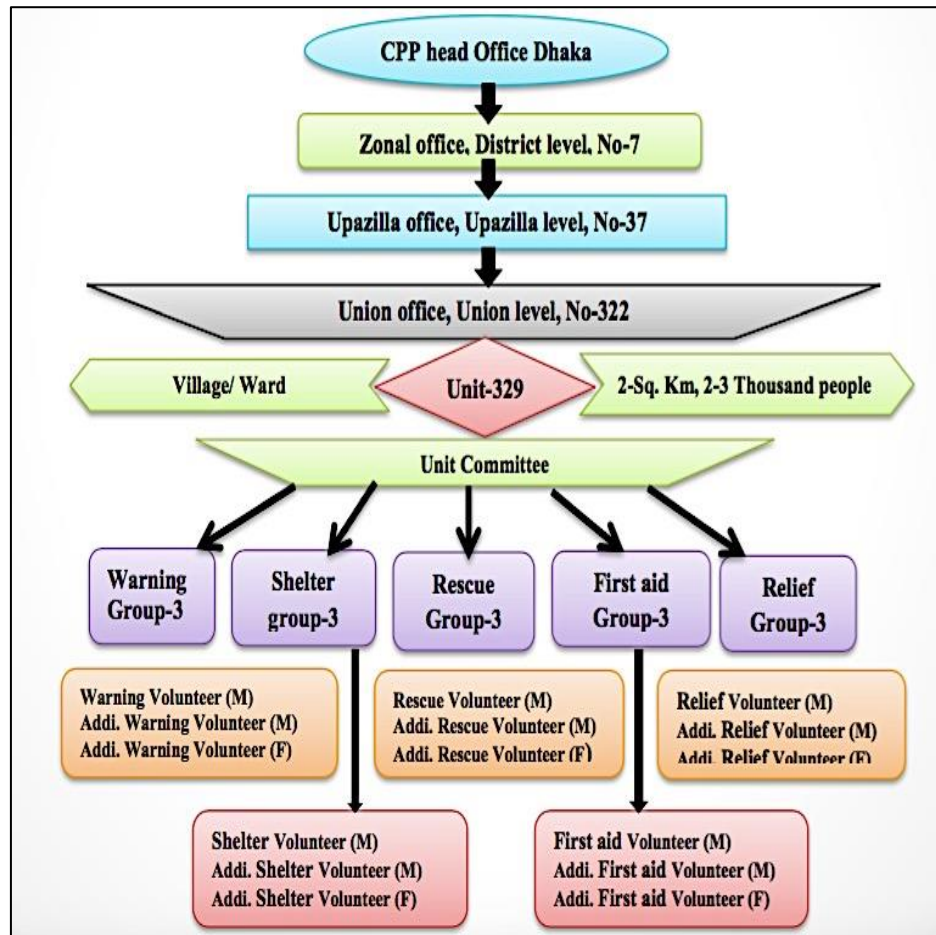 CPP head Office Dhaka
Zonal office, District level, No-7
Upazilla office, Upazilla level, No-37
Union office, Union level, No-322
Village/ Ward
Unit-329
2-Sq. Km, 2-3 Thousand people
Unit Committee
Warning
Group-3
Shelter
group-3
Rescue
Group-3
First aid
Group-3
Relief
Group-3
Warning Volunteer (M)
Addi. Warning Volunteer (M)
Addi. Warning Volunteer (F)
Rescue Volunteer (M)
Addi. Rescue Volunteer (M)
Addi. Rescue Volunteer (F)
Relief Volunteer (M)
Addi. Relief Volunteer (M)
Addi. Relief Volunteer (F)
Shelter Volunteer (M)
Addi. Shelter Volunteer (M)
Addi. Shelter Volunteer (F)
First aid Volunteer (M)
Addi. First aid Volunteer (M)
Addi. First aid Volunteer (F)